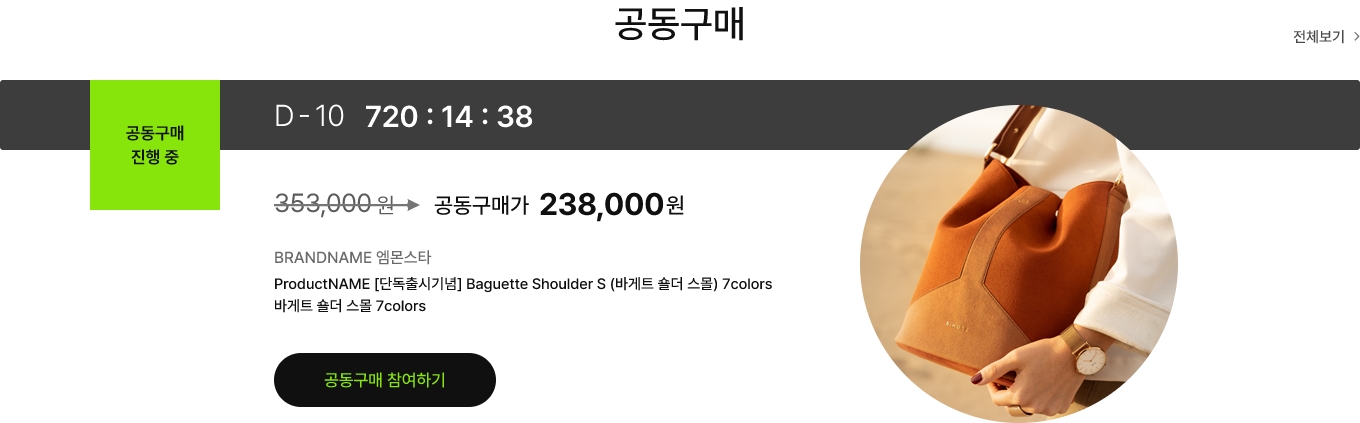 공동구매
전체보기 >
공동구매
진행 중
D-10 720 : 14 : 38
353,000 원 공동구매가 238,000원
BRANDNAME 엠몬스타
ProductNAME [단독출시기념] Baguette Shoulder S (바게트 숄더 스몰) 7colors
바게트 숄더 스몰 7colors
공동구매 참여하기